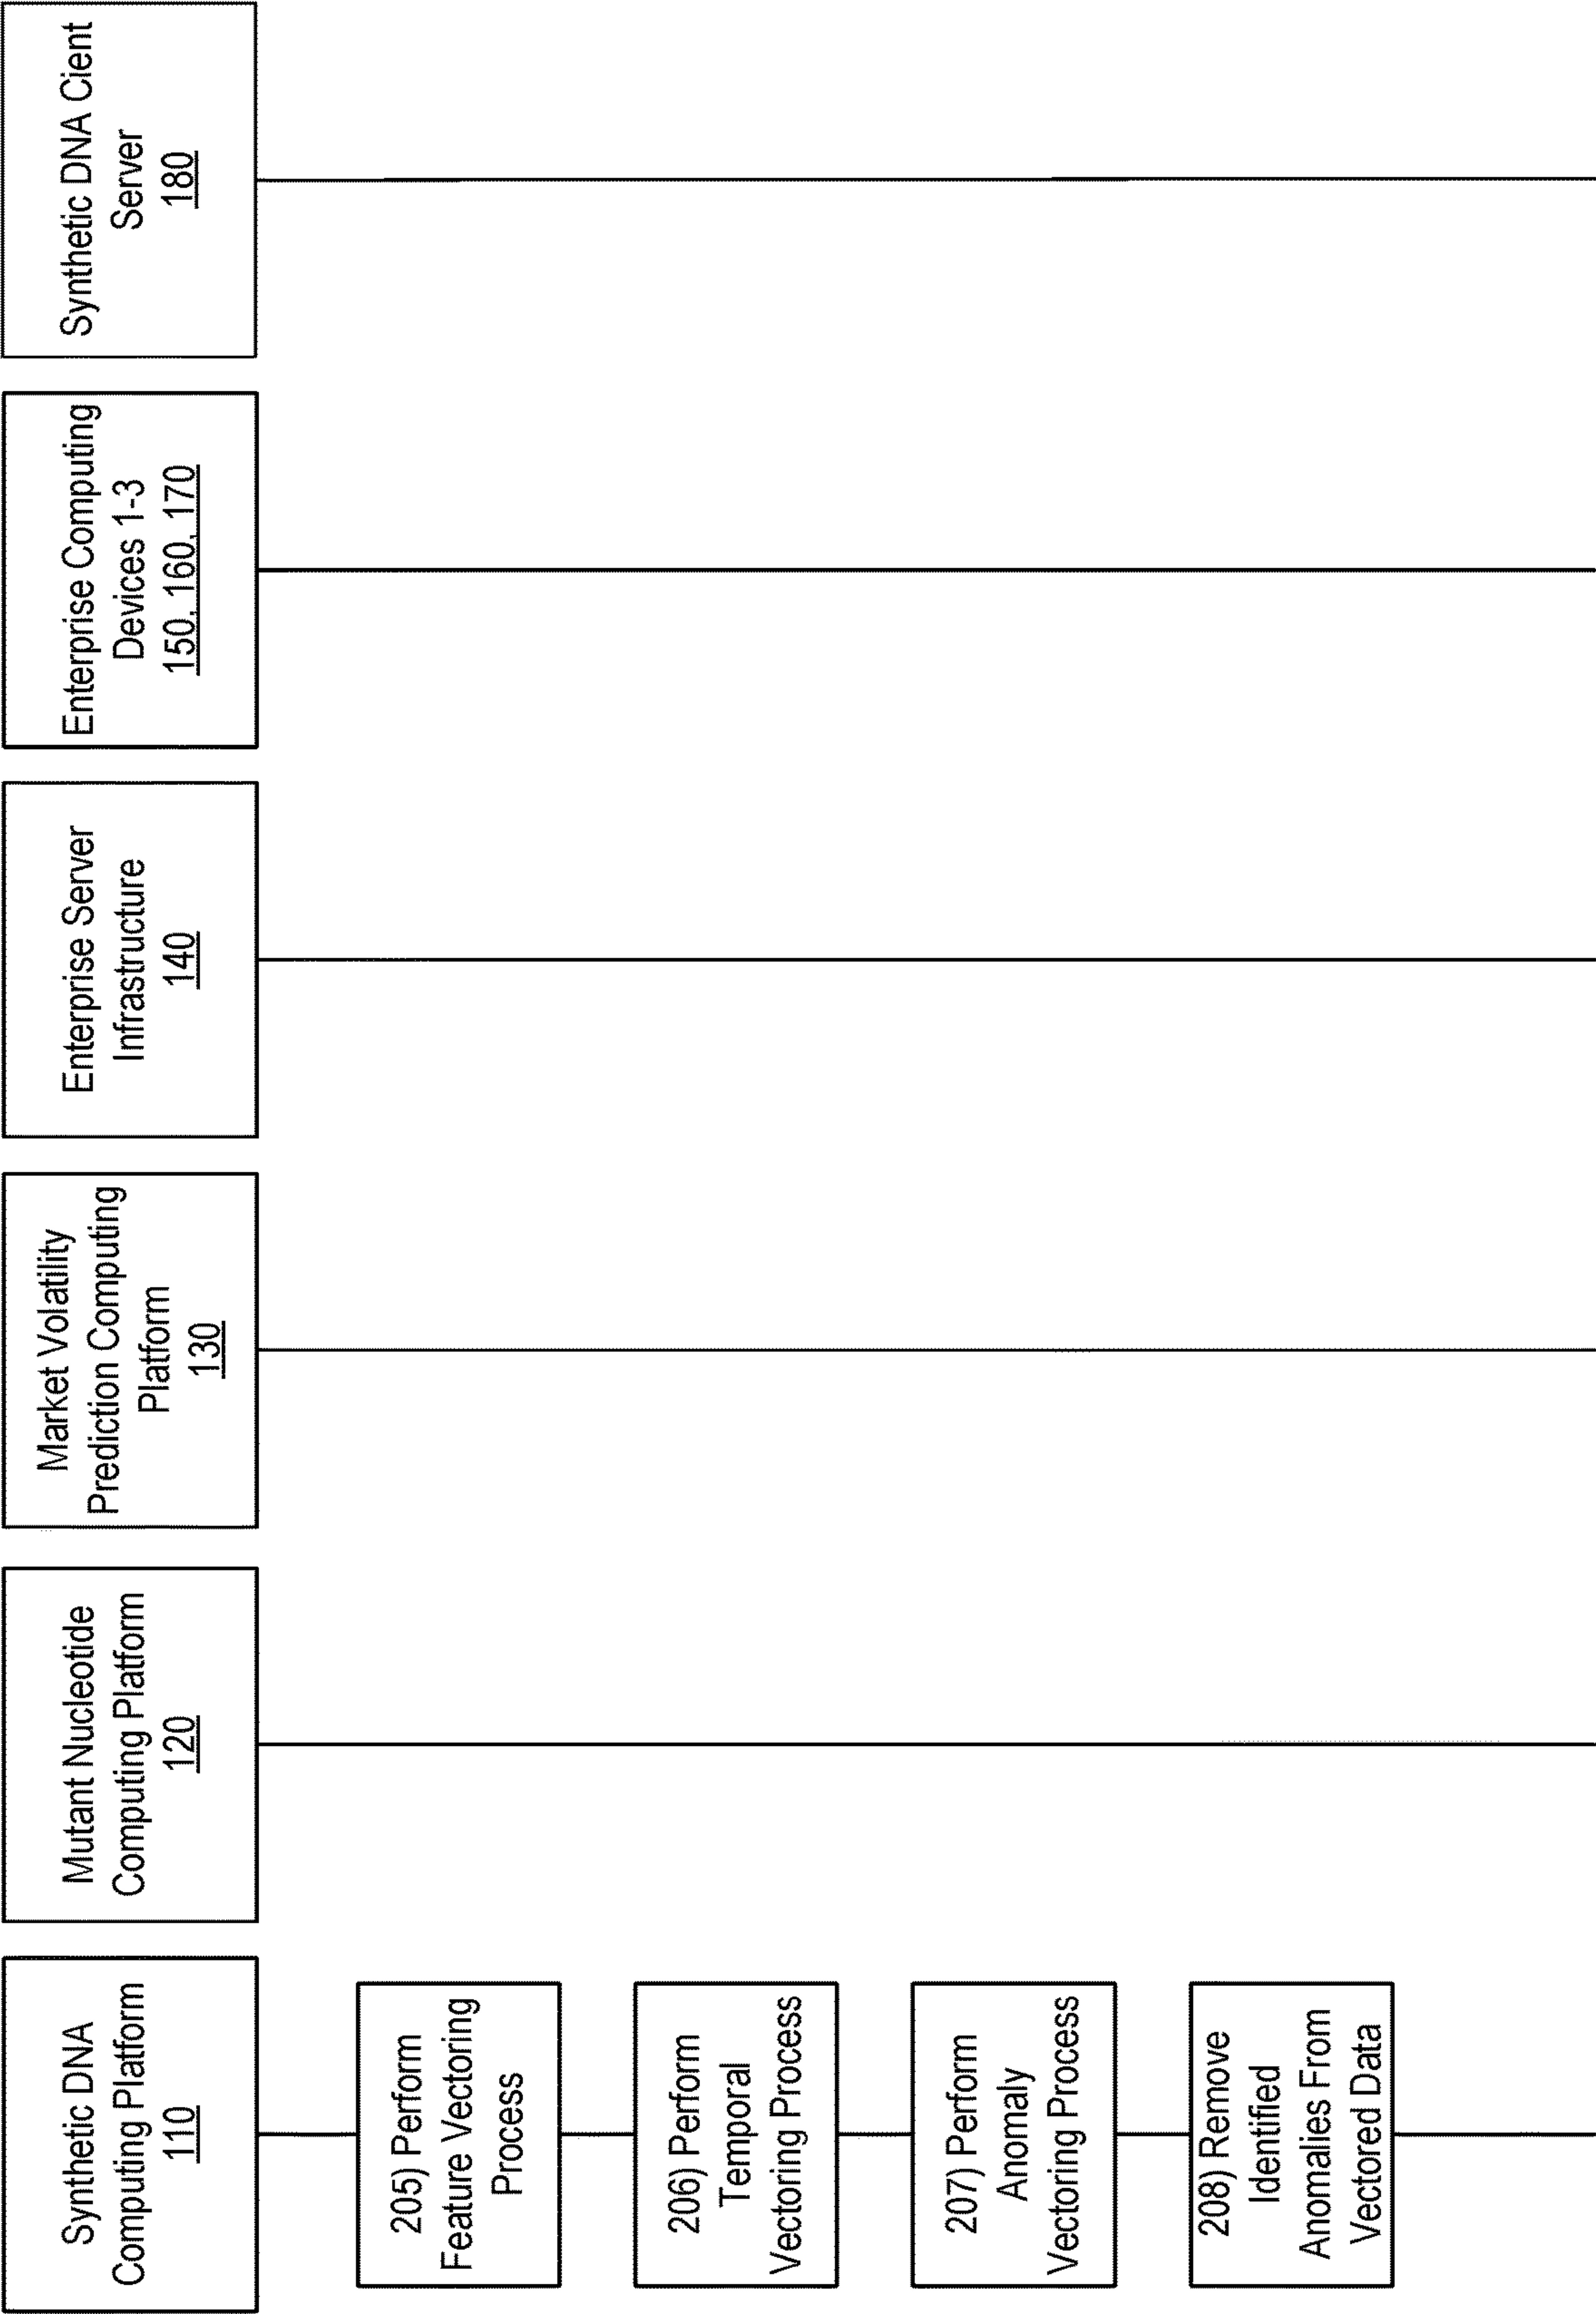 Synthetic DNA
Computing Platform
110
Mutant Nucleotide
Computing Platform
120
Market Volatility
Prediction Computing
Platform
130
Enterprise Server
Infrastructure
140
Enterprise Computing
Devices 1-3
150, 160, 170
Synthetic DNA Cient
Server
180
205) Perform
Feature Vectoring
Process
206) Perform
Temporal
Vectoring Process
207) Perform
Anomaly
Vectoring Process
208) Remove
Identified
Anomalies From
Vectored Data